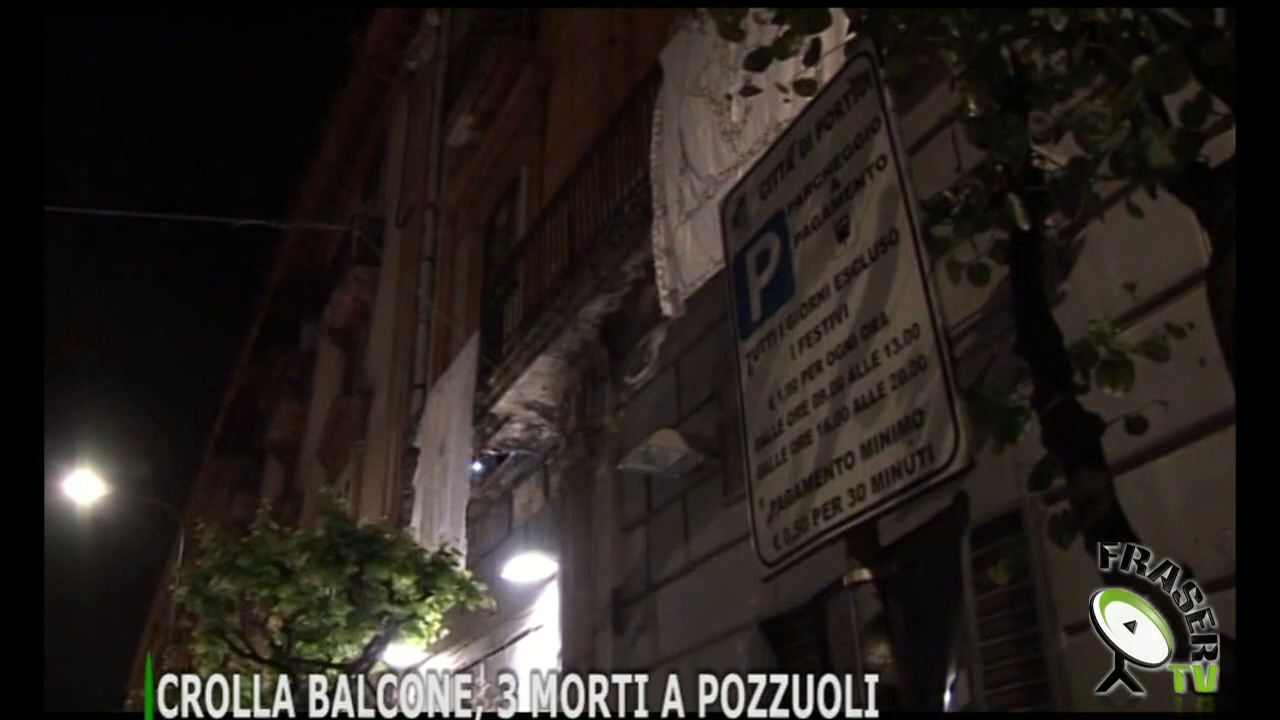 CITTA' DI PORTICI
PARCHEGGIO
A
PAGAMENTO
P
TUTTI I GIORNI ESCLUSO
I FESTIVI
€ 1,00 PER OGNI ORA
DALLE ORE 09.00 ALLE 13.00
DALLE ORE 16.00 ALLE 20.00
PAGAMENTO MINIMO
€ 0,50 PER 30 MINUTI
FRASER
TV
CROLLA BALCONE, 3 MORTI A POZZUOLI